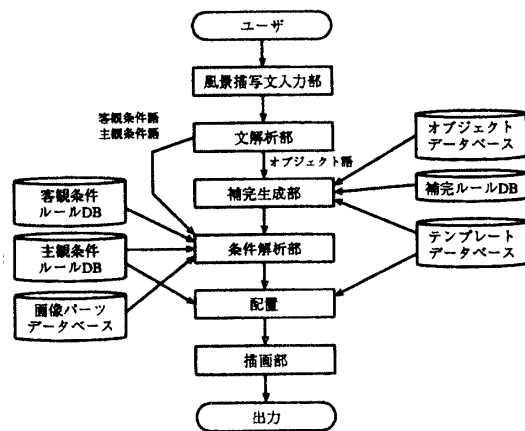 ユーザ
風景描写文入力部
客観条件語
主観条件語
文解析部
オブジェクト語
オブジェクト
データベース
補完生成部
補完ルールDB
客観条件
ルールDB
主観条件
ルールDB
条件解析部
テンプレート
データベース
画像パーツ
データベース
配置
描画部
出力